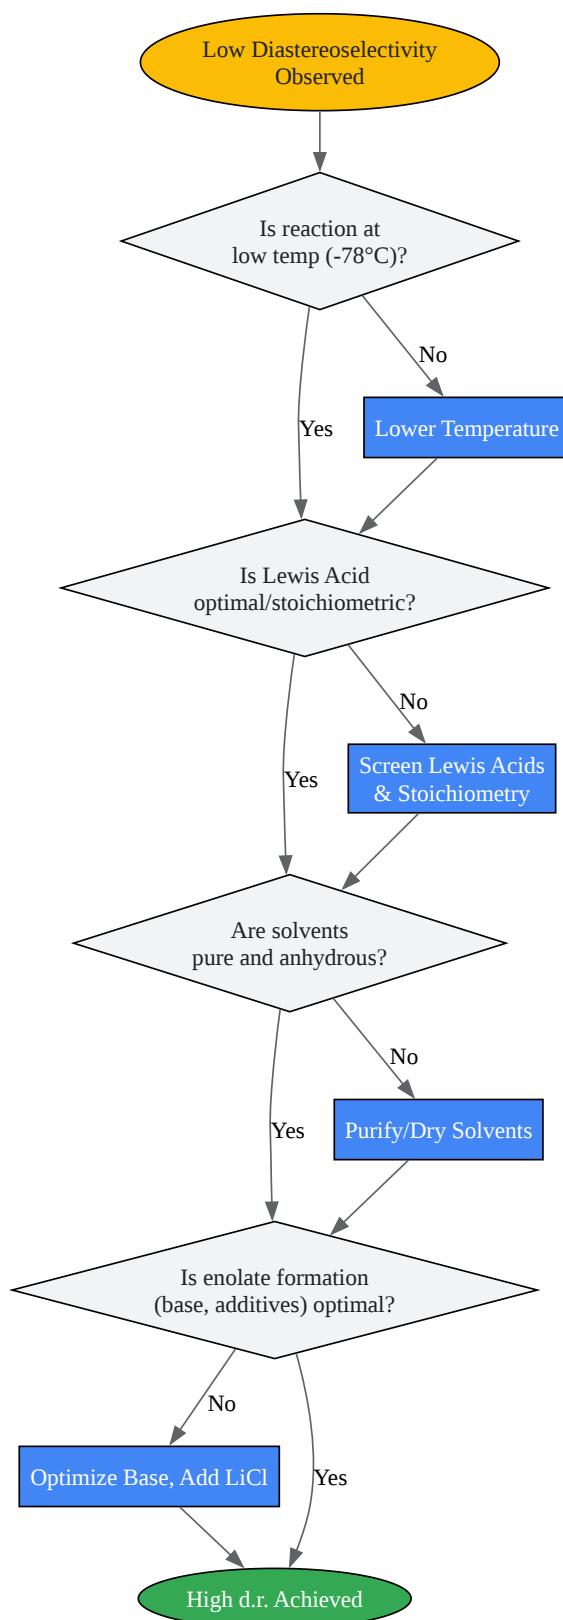 Low Diastereoselectivity
Observed
Is reaction at
low temp (-78°C)?
No
Lower Temperature
Yes
Is Lewis Acid
optimal/stoichiometric?
No
Screen Lewis Acids
& Stoichiometry
Yes
Are solvents
pure and anhydrous?
No
Purify/Dry Solvents
Yes
Is enolate formation
(base, additives) optimal?
No
Optimize Base, Add LiCl
Yes
High d.r. Achieved